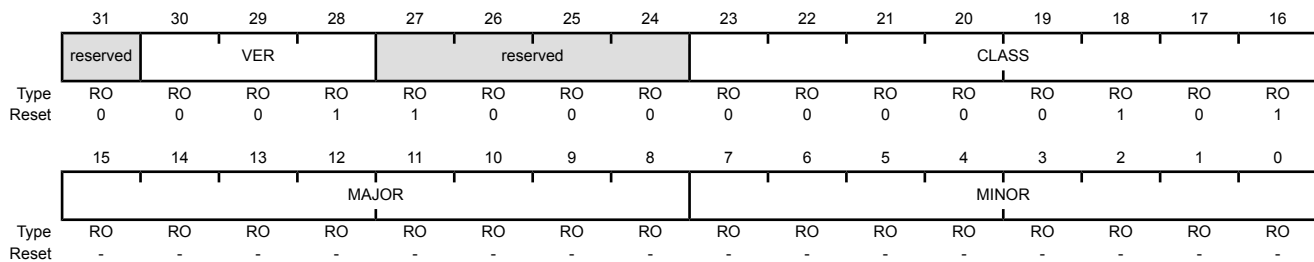 31 30 29 28 27 26 25 24 23 22 21 20 19 18 17 16
reserved VER reserved CLASS
Type RO RO RO RO RO RO RO RO RO RO RO RO RO RO RO RO
Reset 0 0 0 1 1 0 0 0 0 0 0 0 0 1 0 1
15 14 13 12 11 10 9 8 7 6 5 4 3 2 1 0
MAJOR MINOR
Type RO RO RO RO RO RO RO RO RO RO RO RO RO RO RO RO
Reset - - - - - - - - - - - - - - - -